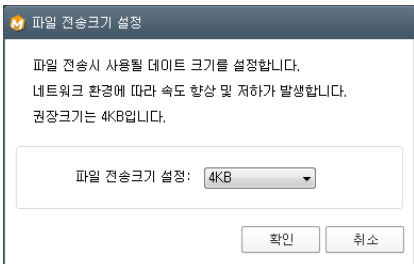 파일 전송크기 설정
파일 전송시 사용될 데이트 크기를 설정합니다.
네트워크 환경에 따라 속도 향상 및 저하가 발생합니다.
권장크기는 4KB입니다.
파일 전송크기 설정: 4KB
확인 취소